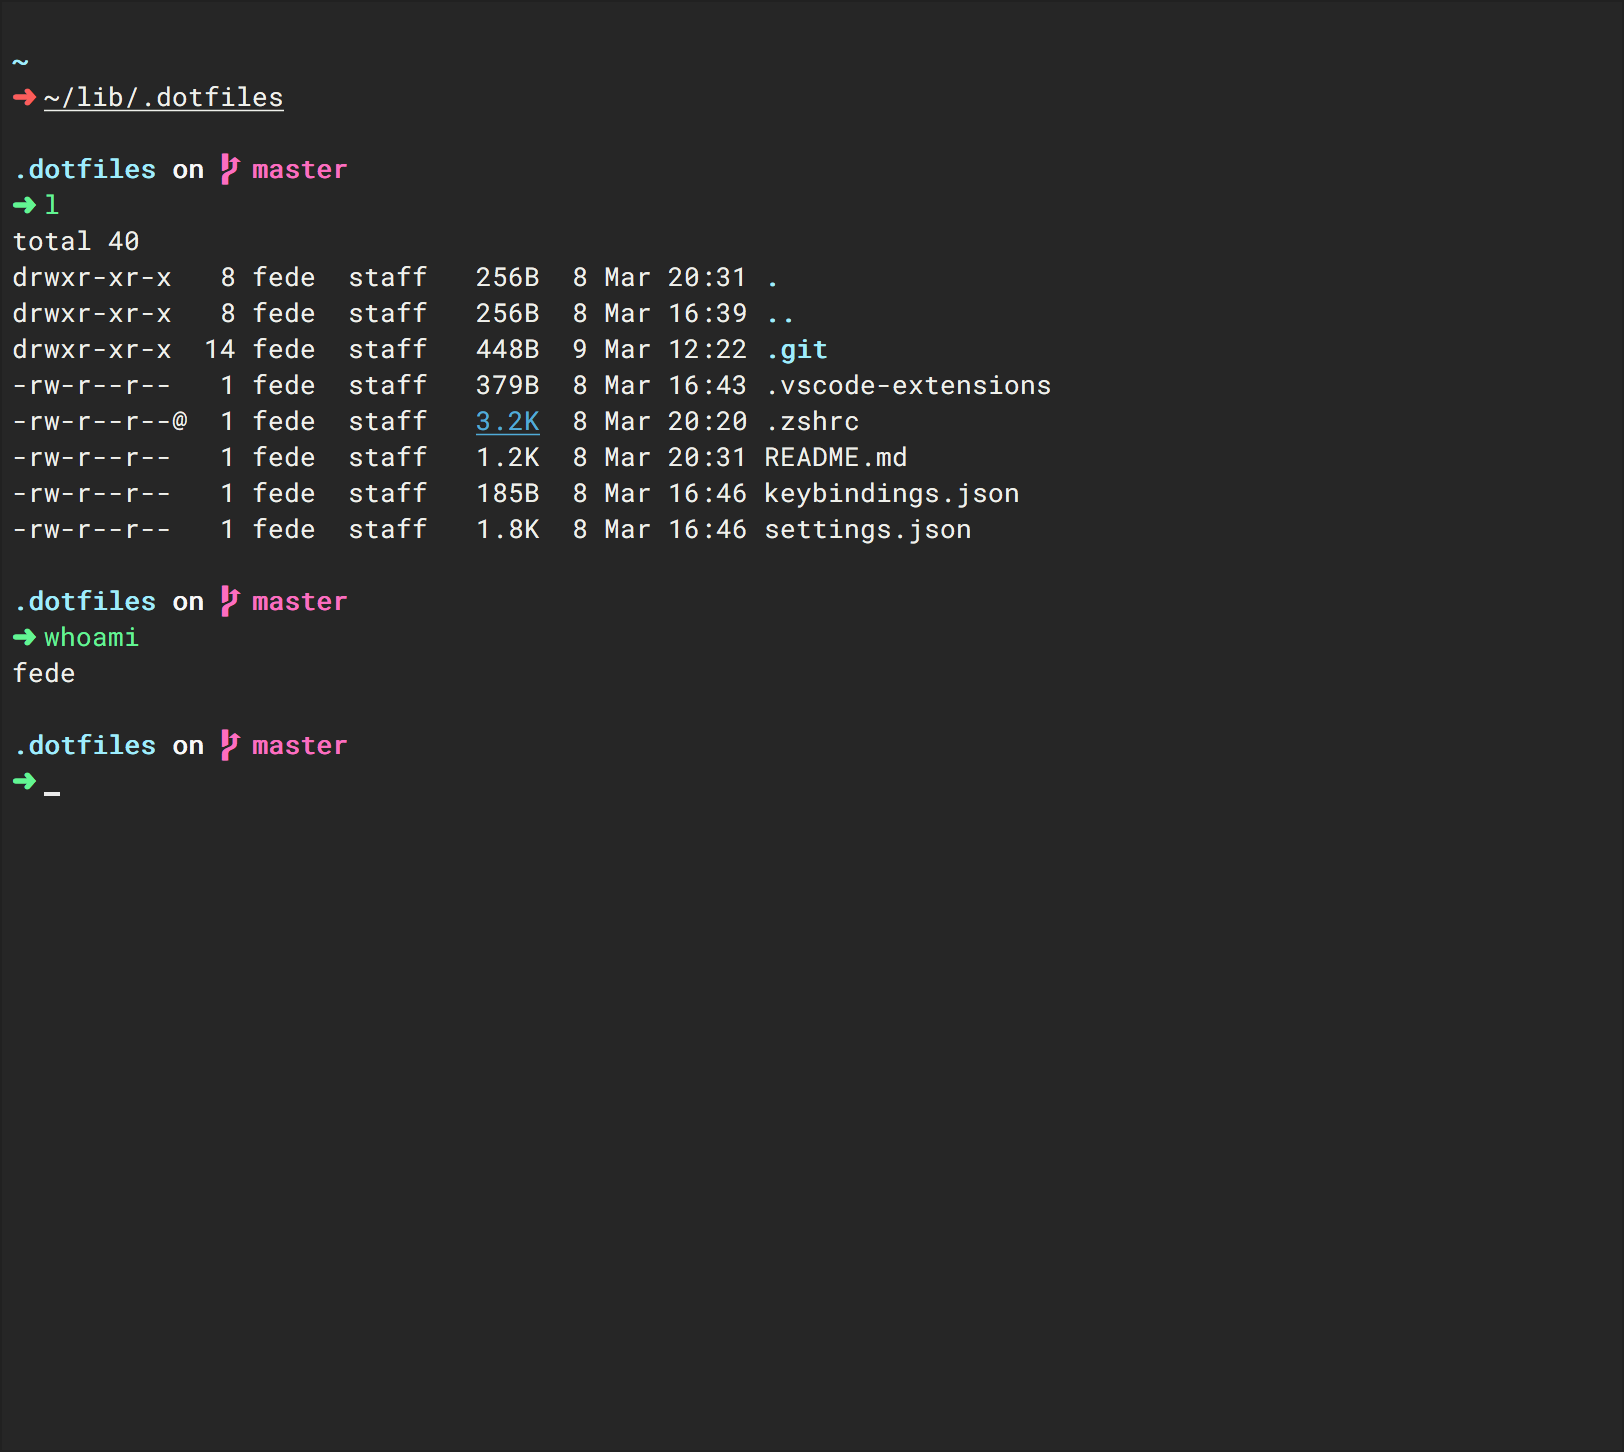 ~
➜ ~/lib/.dotfiles
.dotfiles on master
➜ l
total 40
drwxr-xr-x   8 fede  staff   256B  8 Mar 20:31 .
drwxr-xr-x   8 fede  staff   256B  8 Mar 16:39 ..
drwxr-xr-x  14 fede  staff   448B  9 Mar 12:22 .git
-rw-r--r--   1 fede  staff   379B  8 Mar 16:43 .vscode-extensions
-rw-r--r--@  1 fede  staff   3.2K  8 Mar 20:20 .zshrc
-rw-r--r--   1 fede  staff   1.2K  8 Mar 20:31 README.md
-rw-r--r--   1 fede  staff   185B  8 Mar 16:46 keybindings.json
-rw-r--r--   1 fede  staff   1.8K  8 Mar 16:46 settings.json
.dotfiles on master
➜ whoami
fede
.dotfiles on master
➜ _